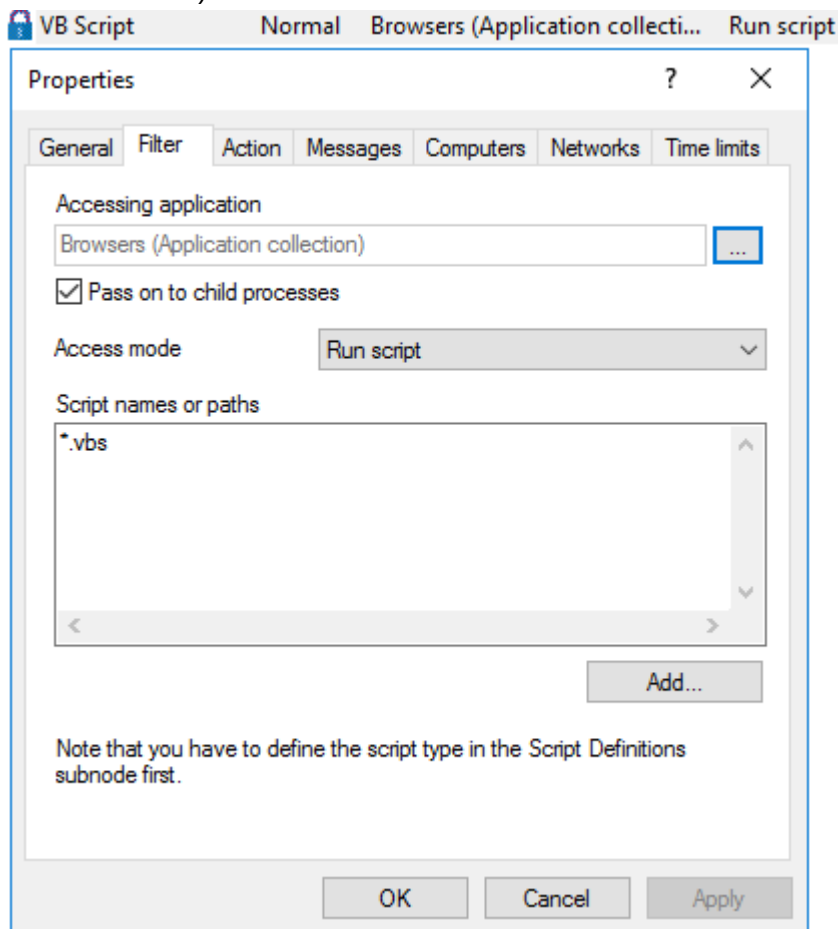 VB Script Normal Browsers (Application collecti... Run script
Properties ? ×
General Filter Action Messages Computers Networks Time limits
Accessing application
Browsers (Application collection) ...
Pass on to child processes
Access mode Run script
Script names or paths
*.vbs
Add...
Note that you have to define the script type in the Script Definitions
subnode first.
OK Cancel Apply